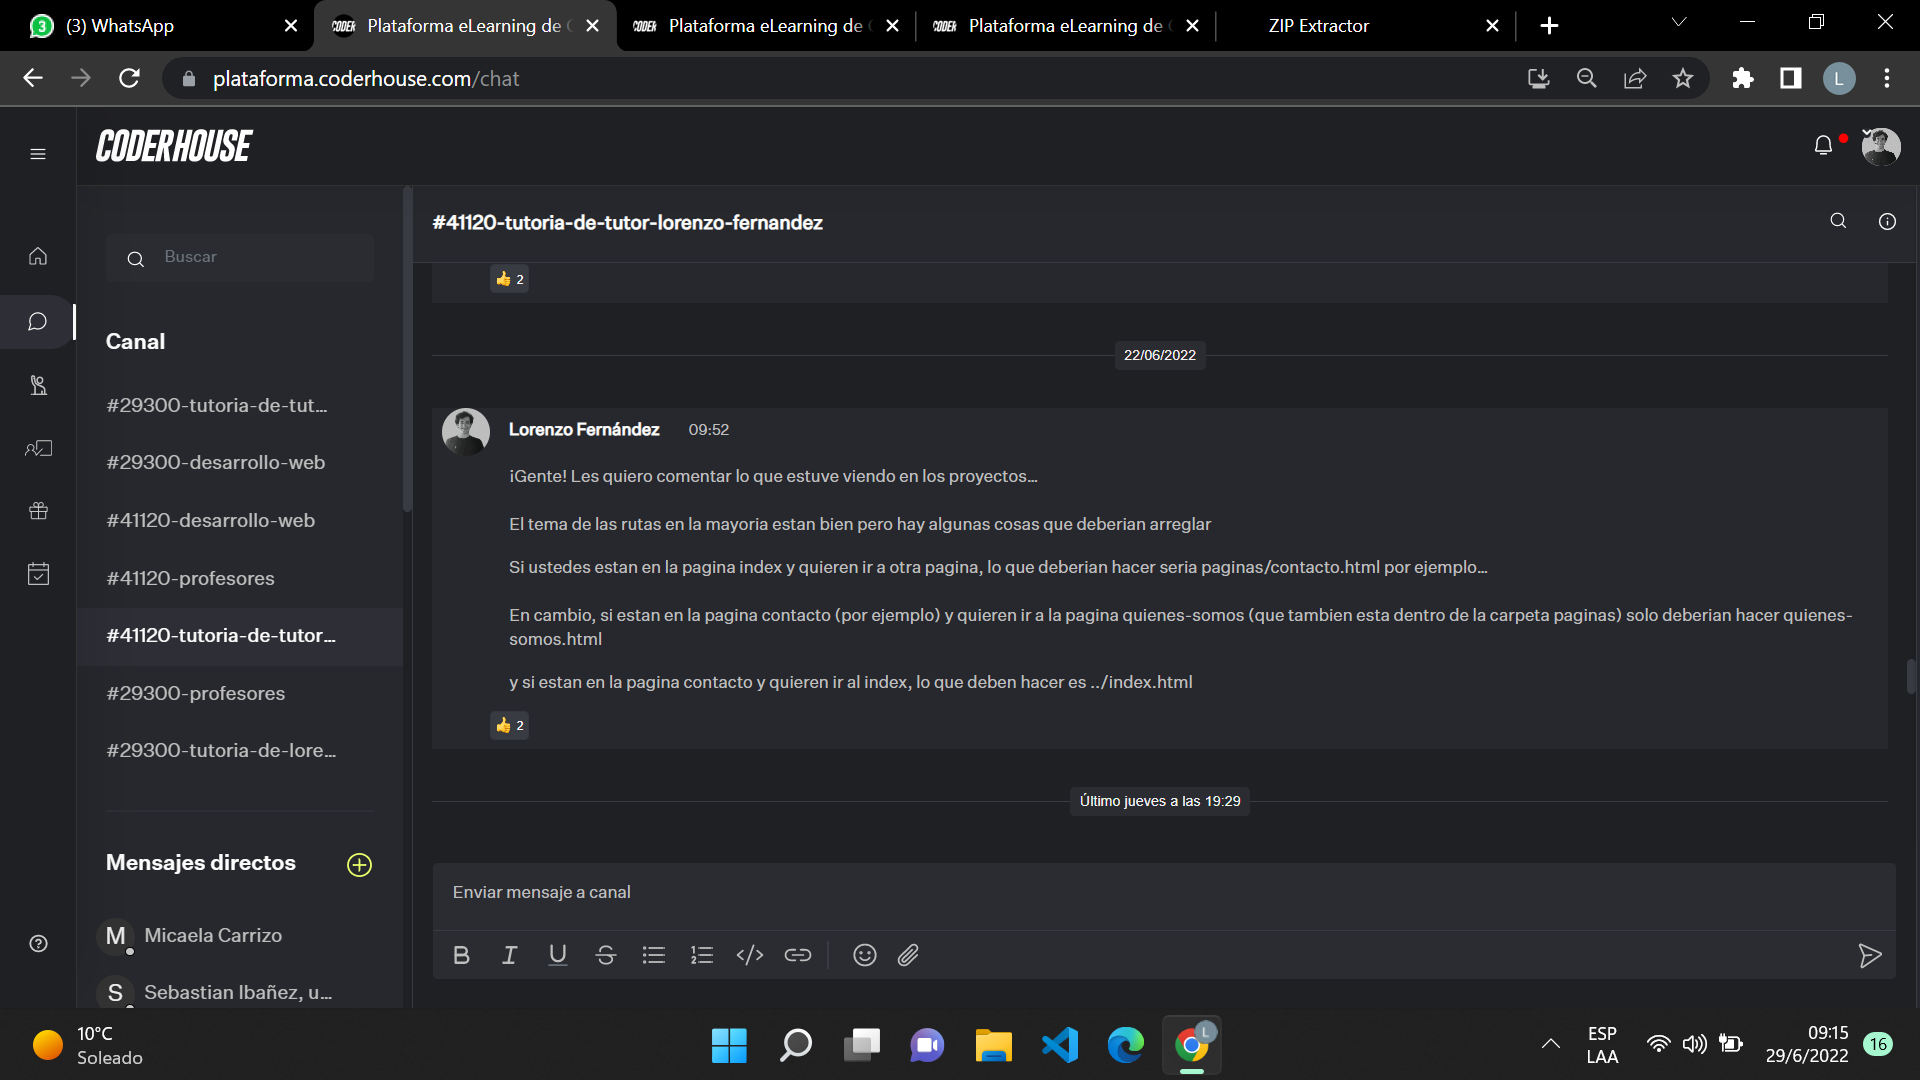 (3) WhatsApp
Plataforma eLearning de
Plataforma eLearning de
Plataforma eLearning de
ZIP Extractor
plataforma.coderhouse.com/chat
L
CODERHOUSE
Buscar
Canal
#29300-tutoria-de-tut...
#29300-desarrollo-web
#41120-desarrollo-web
#41120-profesores
#41120-tutoria-de-tutor...
#29300-profesores
#29300-tutoria-de-lore...
Mensajes directos
M Micaela Carrizo
S Sebastian Ibañez, u...
#41120-tutoria-de-tutor-lorenzo-fernandez
👍 2
22/06/2022
Lorenzo Fernández 09:52
¡Gente! Les quiero comentar lo que estuve viendo en los proyectos...
El tema de las rutas en la mayoria estan bien pero hay algunas cosas que deberian arreglar
Si ustedes estan en la pagina index y quieren ir a otra pagina, lo que deberian hacer seria paginas/contacto.html por ejemplo...
En cambio, si estan en la pagina contacto (por ejemplo) y quieren ir a la pagina quienes-somos (que tambien esta dentro de la carpeta paginas) solo deberian hacer quienes-
somos.html
y si estan en la pagina contacto y quieren ir al index, lo que deben hacer es ../index.html
👍 2
Último jueves a las 19:29
Enviar mensaje a canal
10°C
Soleado
ESP
LAA
09:15
29/6/2022
16